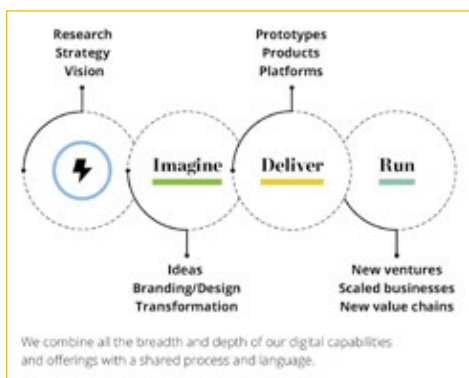 Research
Strategy
Vision
Prototypes
Products
Platforms
Imagine
Deliver
Run
Ideas
Branding/Design
Transformation
New ventures
Scaled businesses
New value chains
We combine all the breadth and depth of our digital capabilities
and offerings with a shared process and language.